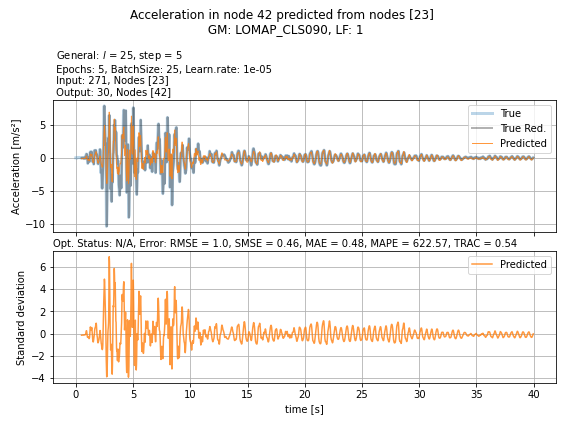 Acceleration in node 42 predicted from nodes [23]
GM: LOMAP_CLS090, LF: 1
General: l = 25, step = 5
Epochs: 5, BatchSize: 25, Learn.rate: 1e-05
Input: 271, Nodes [23]
Output: 30, Nodes [42]
True
True Red.
Predicted
5
0
−5
−10
Acceleration [m/s²]
Opt. Status: N/A, Error: RMSE = 1.0, SMSE = 0.46, MAE = 0.48, MAPE = 622.57, TRAC = 0.54
Predicted
6
4
2
0
−2
−4
Standard deviation
0 5 10 15 20 25 30 35 40
time [s]